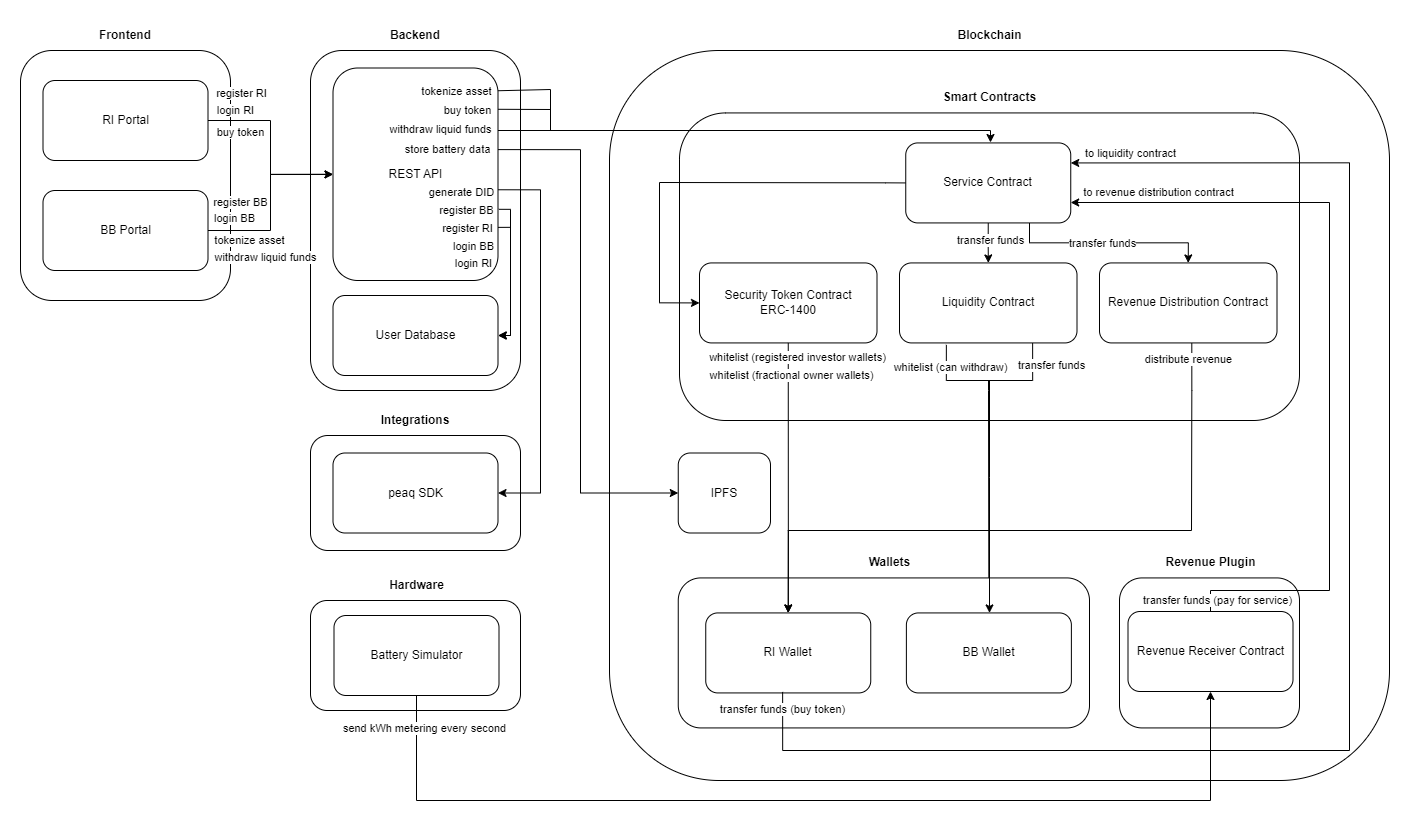 Frontend
RI Portal
register RI
login RI
buy token
BB Portal
register BB
login BB
tokenize asset
withdraw liquid funds
Backend
tokenize asset
buy token
withdraw liquid funds
store battery data
REST API
generate DID
register BB
register RI
login BB
login RI
User Database
Integrations
peaq SDK
Hardware
Battery Simulator
send kWh metering every second
Blockchain
Smart Contracts
Service Contract
to liquidity contract
to revenue distribution contract
transfer funds
transfer funds
Security Token Contract
ERC-1400
Liquidity Contract
Revenue Distribution Contract
whitelist (registered investor wallets)
whitelist (fractional owner wallets)
whitelist (can withdraw)
transfer funds
distribute revenue
IPFS
Wallets
RI Wallet
BB Wallet
transfer funds (buy token)
Revenue Plugin
transfer funds (pay for service)
Revenue Receiver Contract